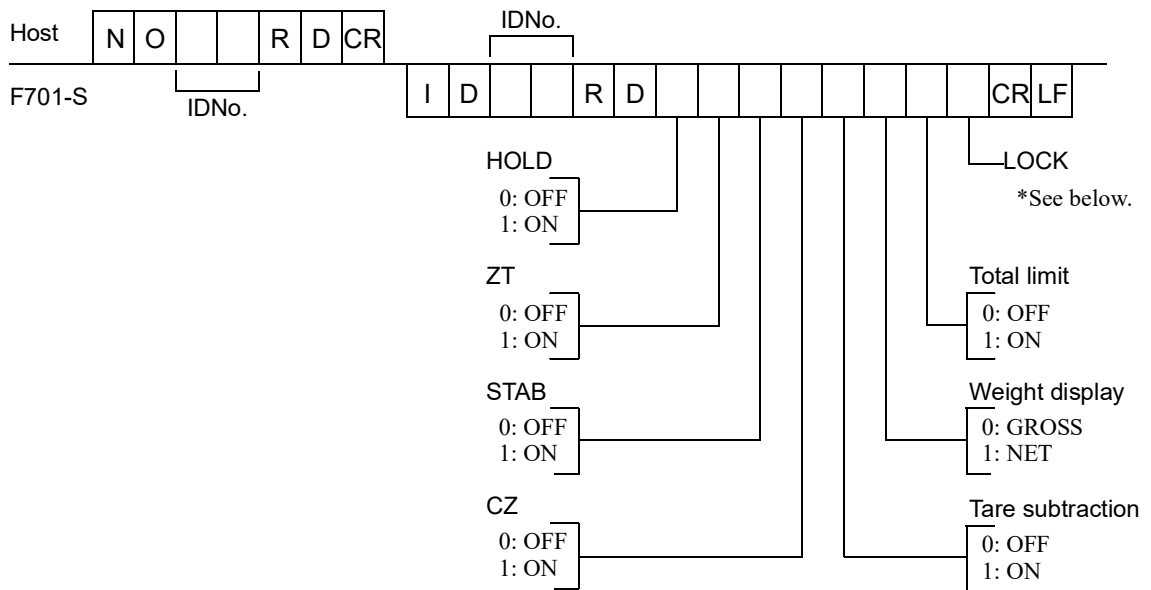 IDNo.
Host N O R D CR
F701-S IDNo. I D R D CR LF
HOLD
0: OFF
1: ON
ZT
0: OFF
1: ON
STAB
0: OFF
1: ON
CZ
0: OFF
1: ON
LOCK
*See below.
Total limit
0: OFF
1: ON
Weight display
0: GROSS
1: NET
Tare subtraction
0: OFF
1: ON